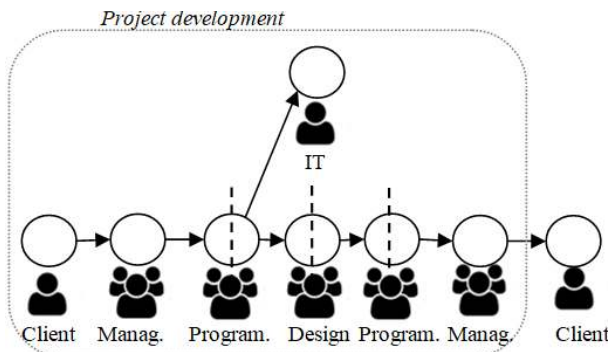 Project development
IT
Client Manag. Program. Design Program. Manag. Client